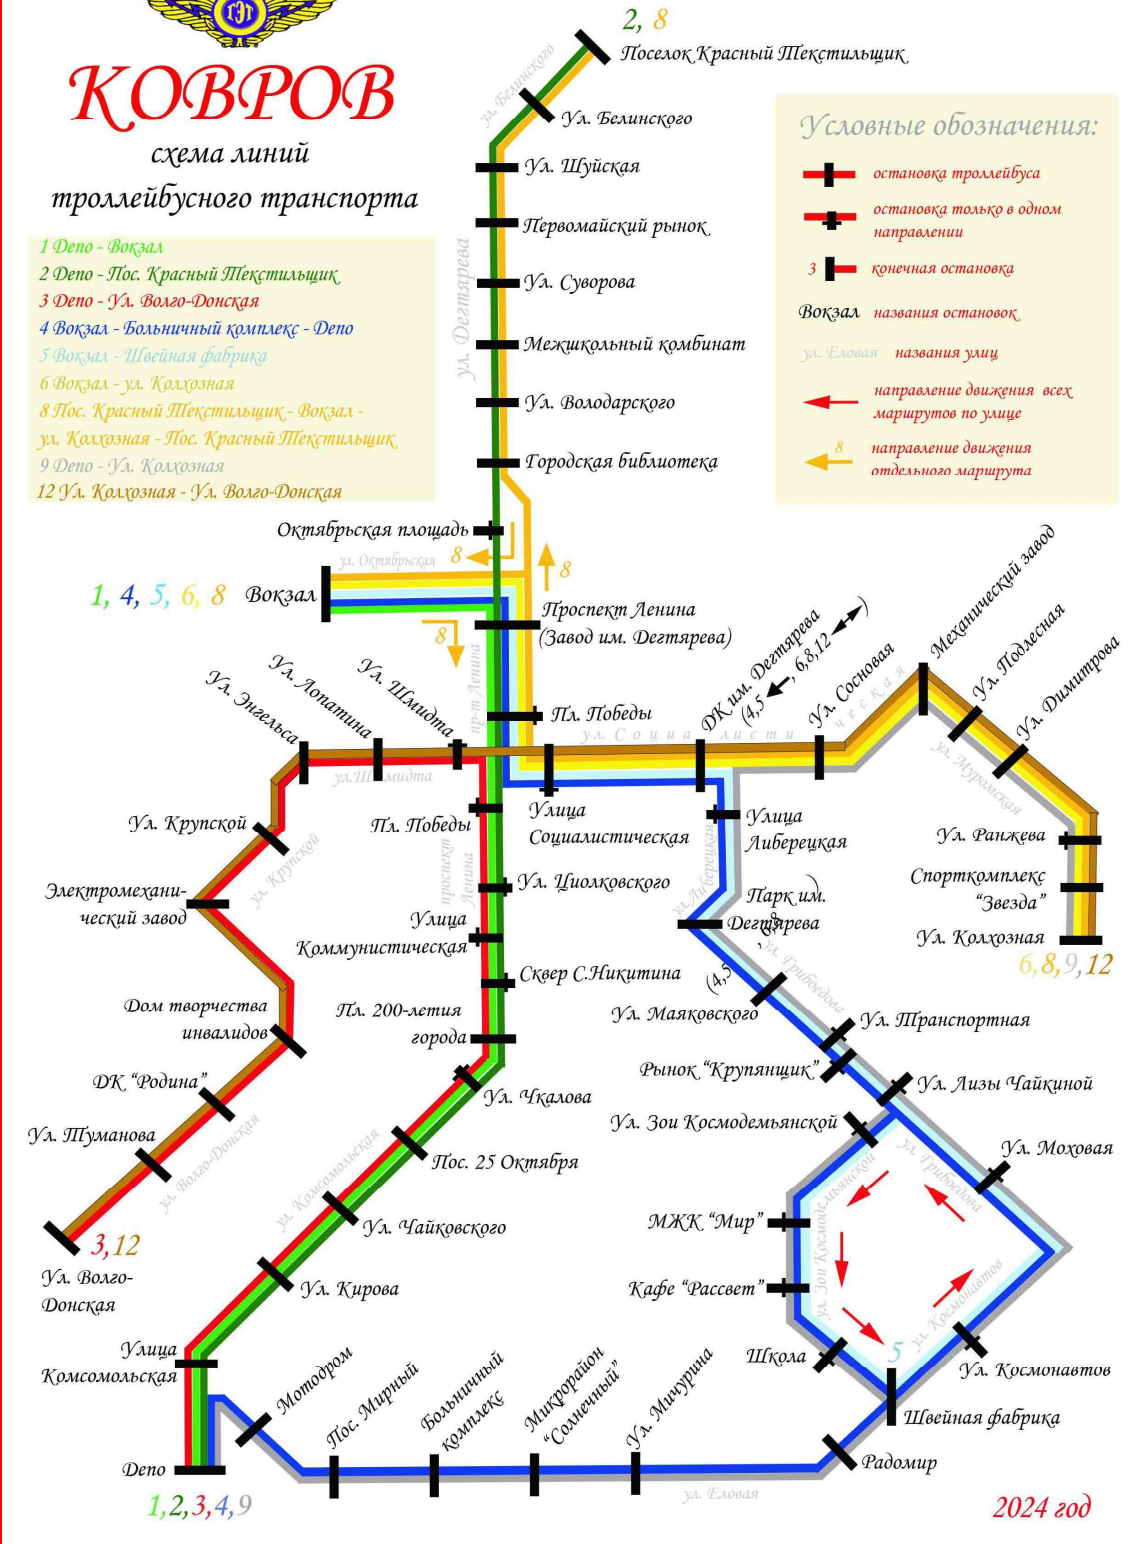 ГЭТ
КОВРОВ
схема линий
троллейбусного транспорта
1 Депо - Вокзал
2 Депо - Пос. Красный Текстильщик
3 Депо - Ул. Волго-Донская
4 Вокзал - Больничный комплекс - Депо
5 Вокзал - Швейная фабрика
6 Вокзал - ул. Колхозная
8 Пос. Красный Текстильщик - Вокзал -
ул. Колхозная - Пос. Красный Текстильщик
9 Депо - Ул. Колхозная
12 Ул. Колхозная - Ул. Волго-Донская
Условные обозначения:
остановка троллейбуса
остановка только в одном
направлении
3
конечная остановка
Вокзал
названия остановок
ул. Еловая
названия улиц
направление движения всех
маршрутов по улице
8
направление движения
отдельного маршрута
2, 8
Поселок Красный Текстильщик
ул. Белинского
Ул. Белинского
Ул. Шуйская
Первомайский рынок
ул. Дегтярева
Ул. Суворова
Межшкольный комбинат
Ул. Володарского
Городская библиотека
Октябрьская площадь
ул. Октябрьская
8
8
1, 4, 5, 6, 8
Вокзал
8
Проспект Ленина
(Завод им. Дегтярева)
пр-т Ленина
Пл. Победы
ДК им. Дегтярева
(4,5 , 6,8,12 )
Ул. Сосновая
Механический завод
Ул. Подлесная
Ул. Димитрова
ул. Социалистическая
ул. Муромская
Ул. Ранжева
Спорткомплекс
“Звезда”
Ул. Колхозная
6,8,9,12
Ул. Шмидта
Ул. Лопатина
Ул. Энгельса
ул.Шмидта
Ул. Крупской
ул. Крупской
Электромехани-
ческий завод
Дом творчества
инвалидов
ДК “Родина”
Ул. Туманова
ул. Волго-Донская
3,12
Ул. Волго-
Донская
Пл. Победы
проспект
Ленина
Ул. Циолковского
Улица
Коммунистическая
Сквер С.Никитина
Пл. 200-летия
города
Ул. Чкалова
Пос. 25 Октября
ул. Комсомольская
Ул. Чайковского
Ул. Кирова
Улица
Комсомольская
Депо
1,2,3,4,9
Улица
Социалистическая
Улица
Либерецкая
ул.Либерецкая
Парк им.
Дегтярева
(4,5 , 6,8
ул. Грибоедова
Ул. Маяковского
Ул. Транспортная
Рынок “Крупянщик”
Ул. Лизы Чайкиной
Ул. Зои Космодемьянской
Ул. Моховая
ул. Грибоедова
ул. Зои Космодемьянской
МЖК “Мир”
Кафе “Рассвет”
Школа
5
ул. Космонавтов
Ул. Космонавтов
Швейная фабрика
Радомир
Мотодром
Пос. Мирный
Больничный
комплекс
Микрорайон
“Солнечный”
Ул. Мичурина
ул. Еловая
2024 год